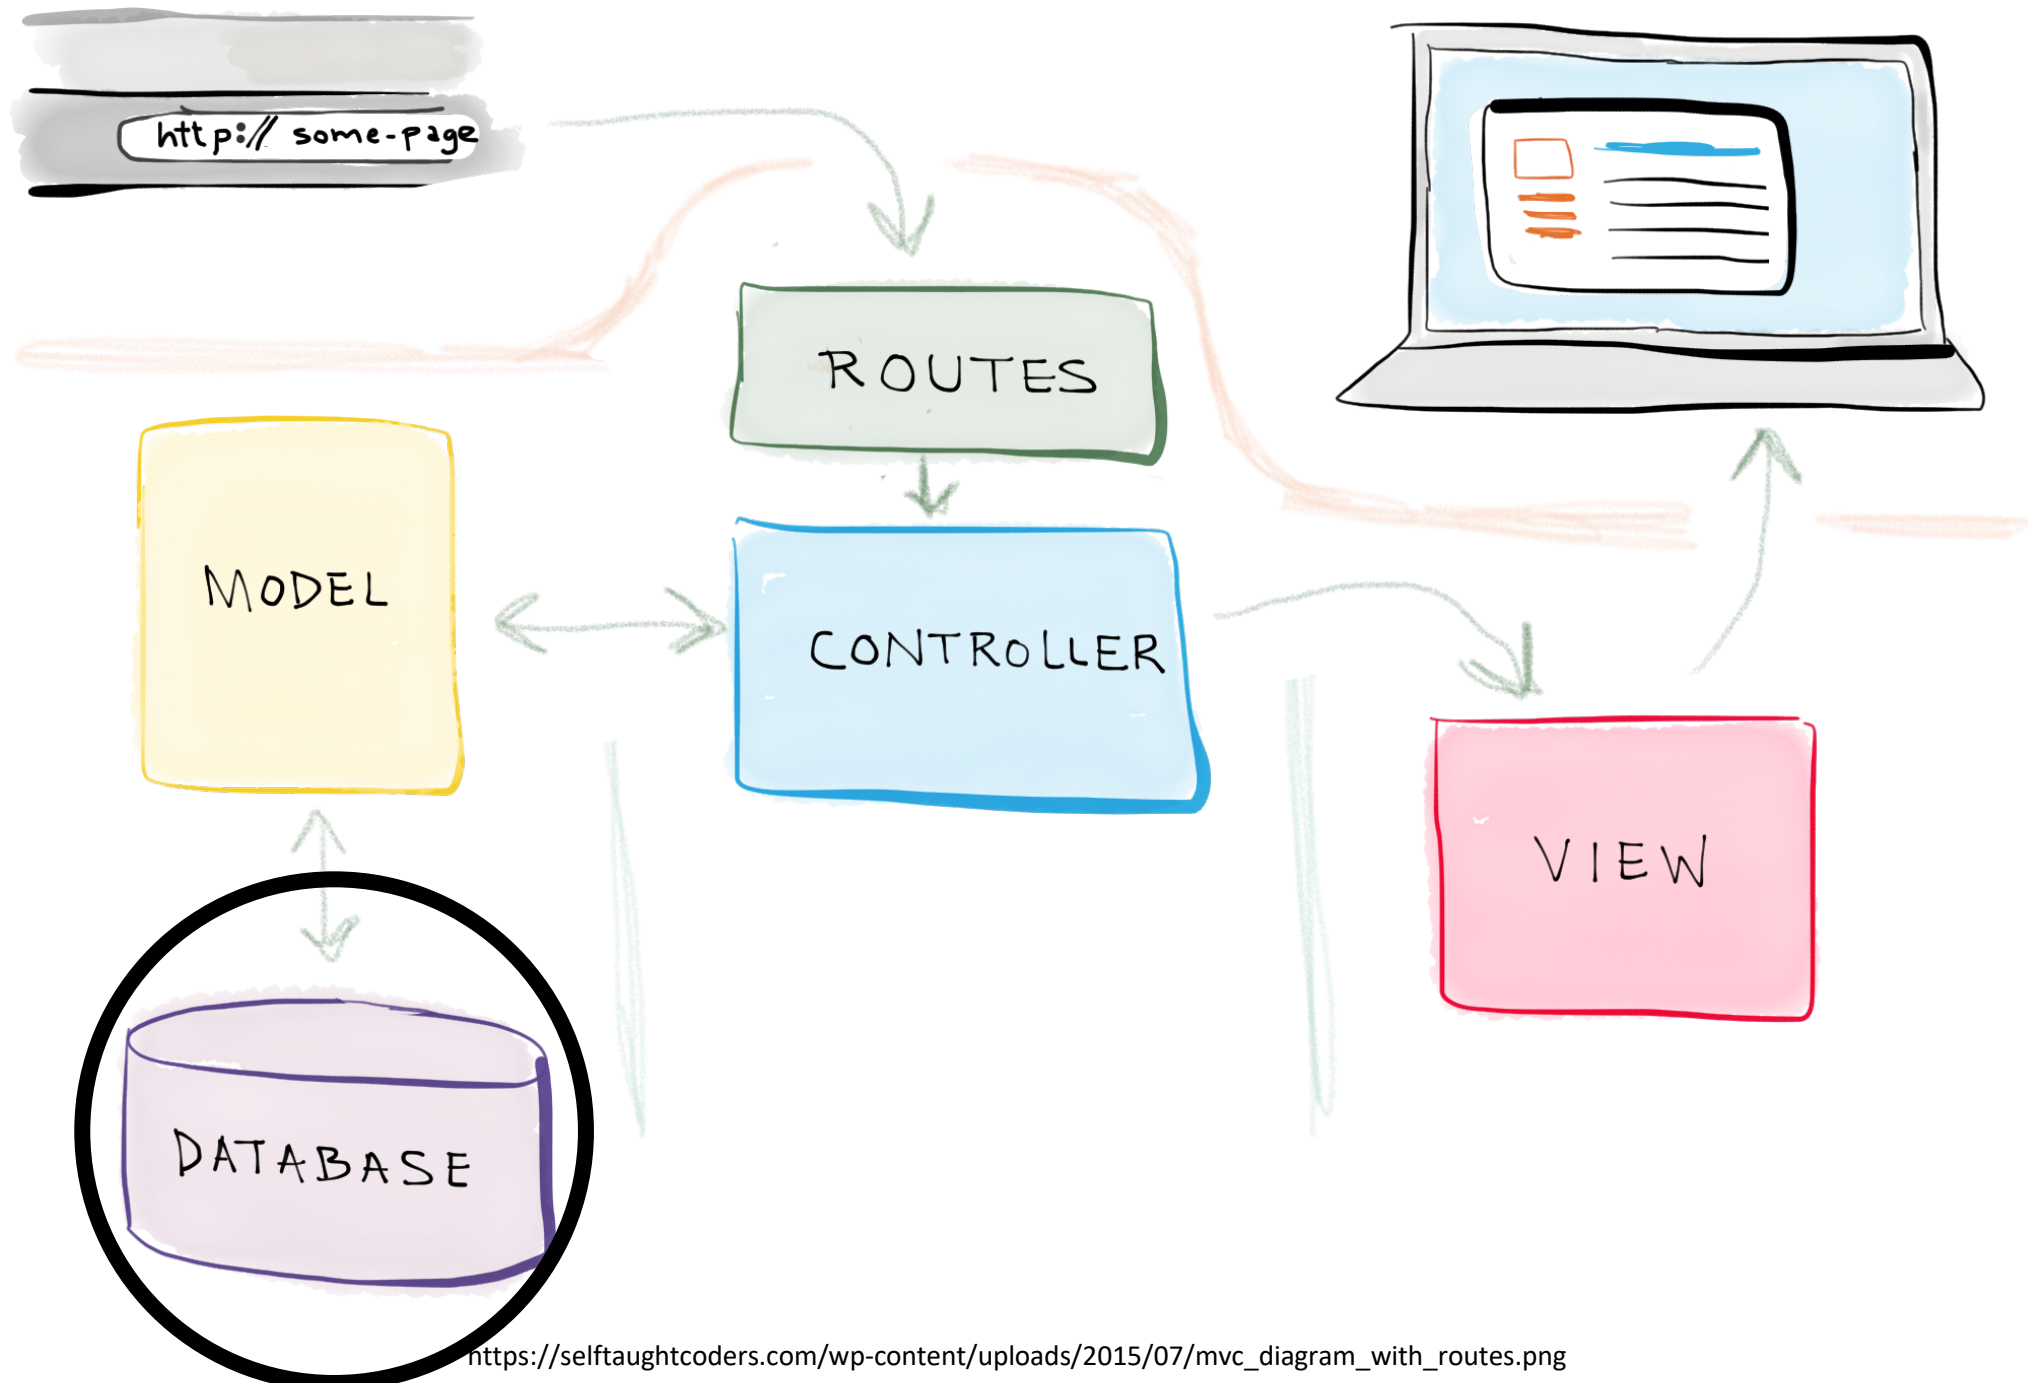 http:// some-page
ROUTES
MODEL
CONTROLLER
VIEW
DATABASE
https://selftaughtcoders.com/wp-content/uploads/2015/07/mvc_diagram_with_routes.png